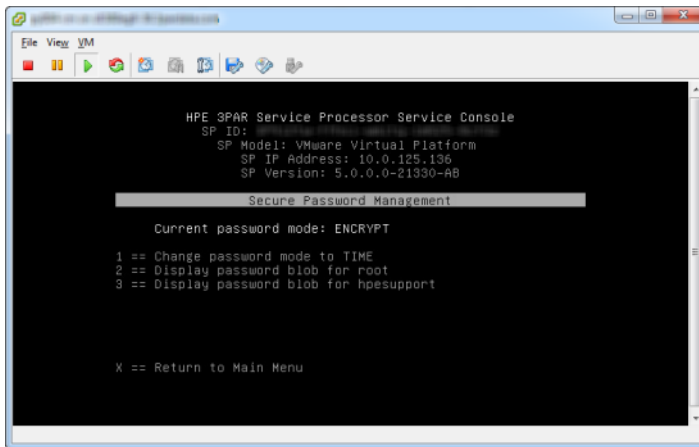 File View VM
HPE 3PAR Service Processor Service Console
SP ID:
SP Model: VMware Virtual Platform
SP IP Address: 10.0.125.136
SP Version: 5.0.0.0-21330-AB
Secure Password Management
Current password mode: ENCRYPT
1 == Change password mode to TIME
2 == Display password blob for root
3 == Display password blob for hpesupport
X == Return to Main Menu